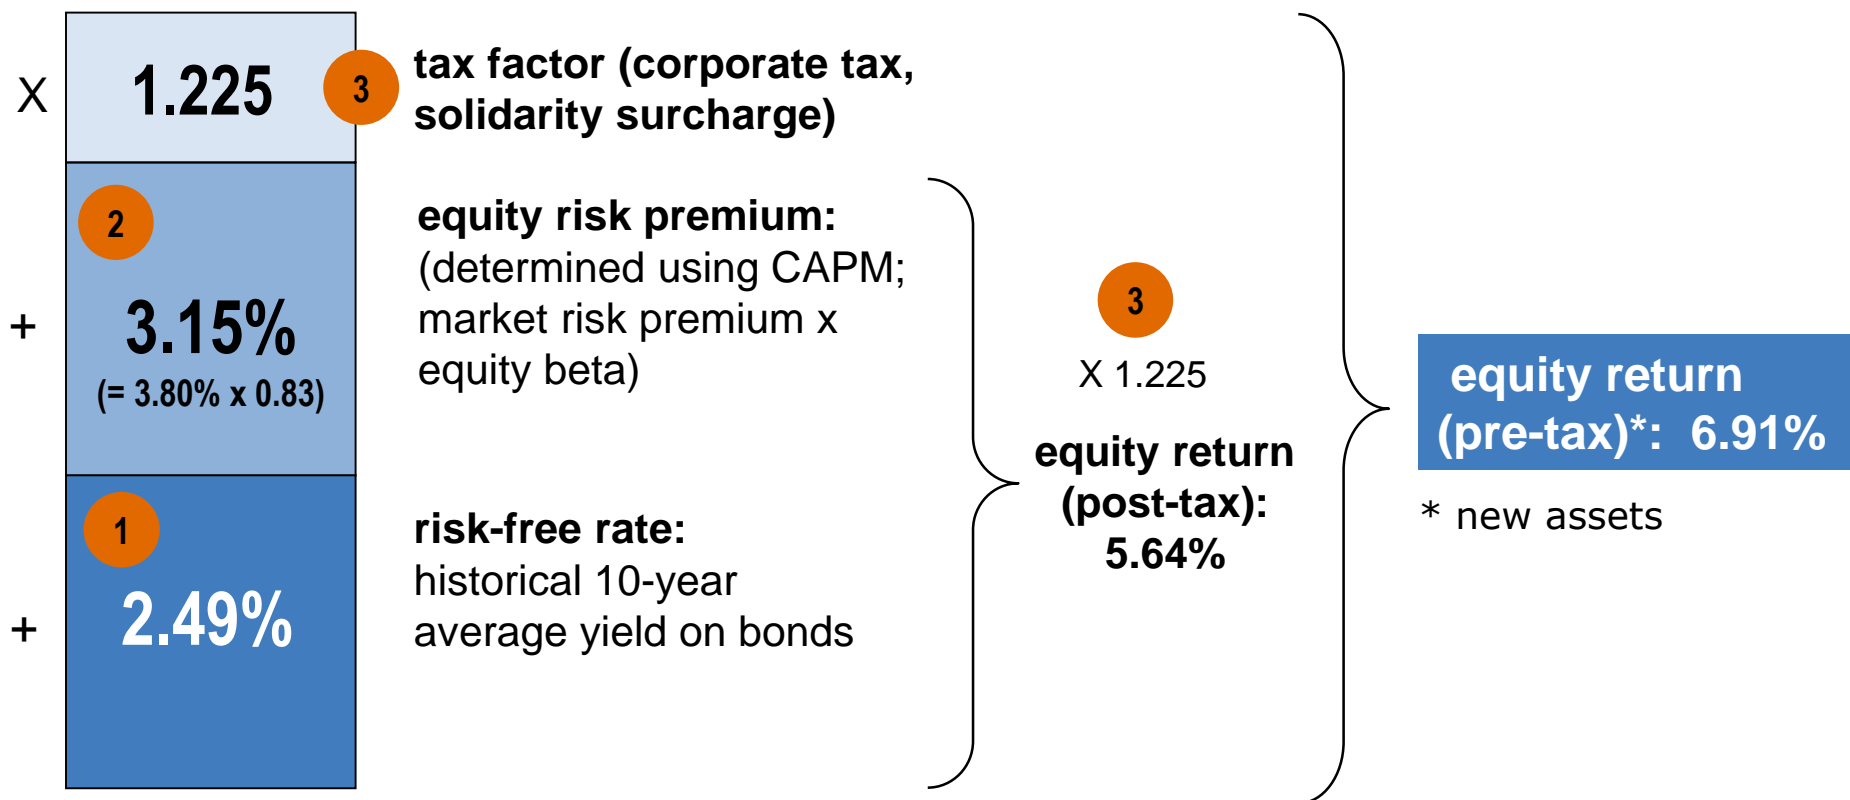 X
1.225
3
tax factor (corporate tax,
solidarity surcharge)
2
+
3.15%
(= 3.80% x 0.83)
equity risk premium:
(determined using CAPM;
market risk premium x
equity beta)
1
+
2.49%
risk-free rate:
historical 10-year
average yield on bonds
3
X 1.225
equity return
(post-tax):
5.64%
equity return
(pre-tax)*: 6.91%
* new assets